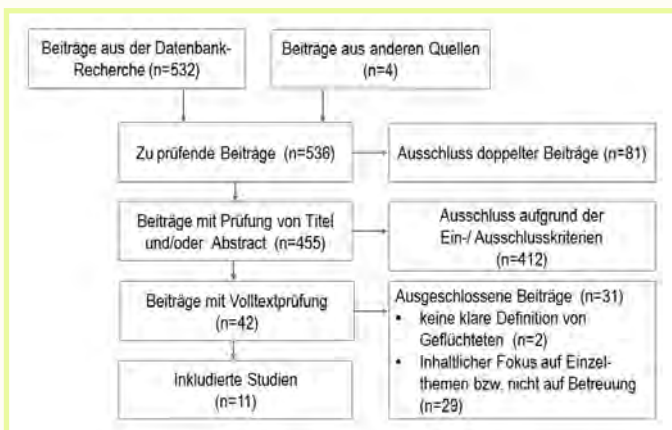 Beiträge aus der Datenbank-
Recherche (n=532)
Beiträge aus anderen Quellen
(n=4)
Zu prüfende Beiträge (n=536)
Ausschluss doppelter Beiträge (n=81)
Beiträge mit Prüfung von Titel
und/oder Abstract (n=455)
Ausschluss aufgrund der
Ein-/ Ausschlusskriterien
(n=412)
Beiträge mit Volltextprüfung
(n=42)
Ausgeschlossene Beiträge (n=31)
• keine klare Definition von
Geflüchteten (n=2)
• Inhaltlicher Fokus auf Einzel-
themen bzw. nicht auf Betreuung
(n=29)
Inkludierte Studien
(n=11)